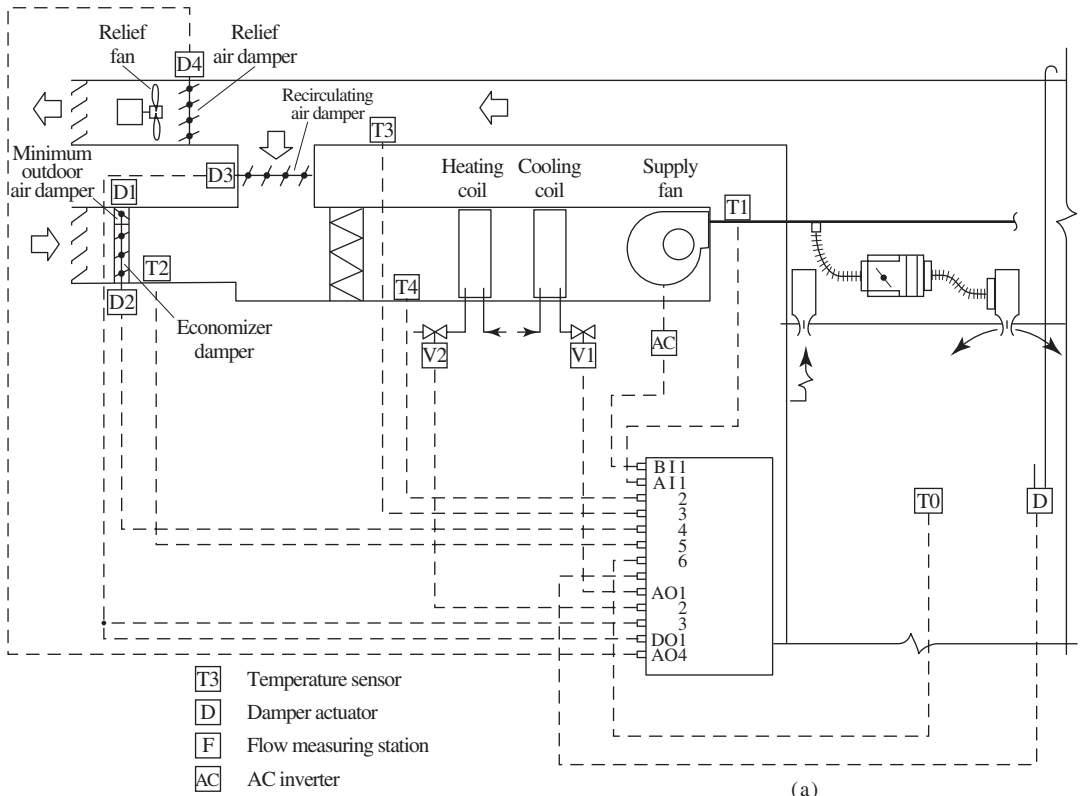 Relief
fan
Relief
air damper
D4
Recirculating
air damper
T3
Minimum
outdoor
air damper
D3
D1
Heating
coil
Cooling
coil
Supply
fan
T1
T2
T4
D2
Economizer
damper
V2
V1
AC
BI1
AI1
2
3
4
5
6
AO1
2
3
DO1
AO4
T0
D
T3 Temperature sensor
D Damper actuator
F Flow measuring station
AC AC inverter
(a)